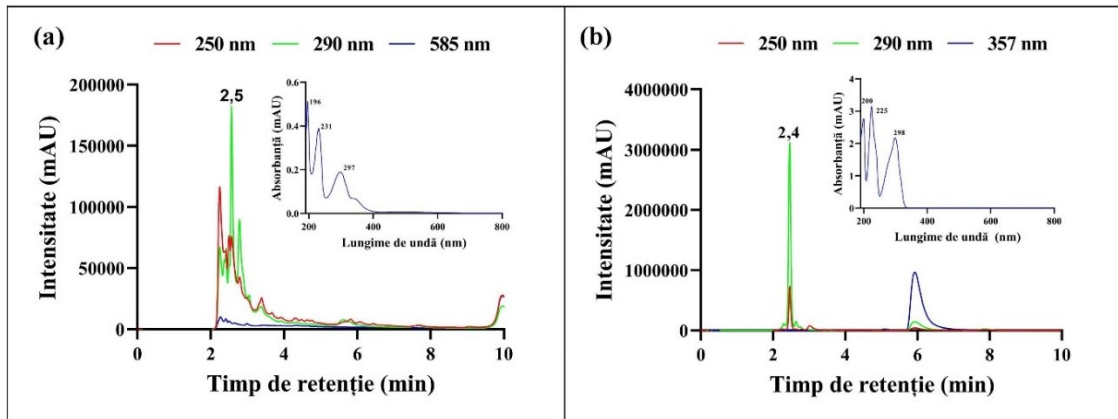 (a)
250 nm 290 nm 585 nm
200000
150000
100000
50000
0
0 2 4 6 8 10
Intensitate (mAU)
Timp de retenție (min)
2,5
0.6
0.4
0.2
0.0
200 400 600 800
Absorbanță (mAU)
Lungime de undă (nm)
196
231
297
(b)
250 nm 290 nm 357 nm
4000000
3000000
2000000
1000000
0
0 2 4 6 8 10
Intensitate (mAU)
Timp de retenție (min)
2,4
4
3
2
1
0
200 400 600 800
Absorbanță (mAU)
Lungime de undă (nm)
200
225
298